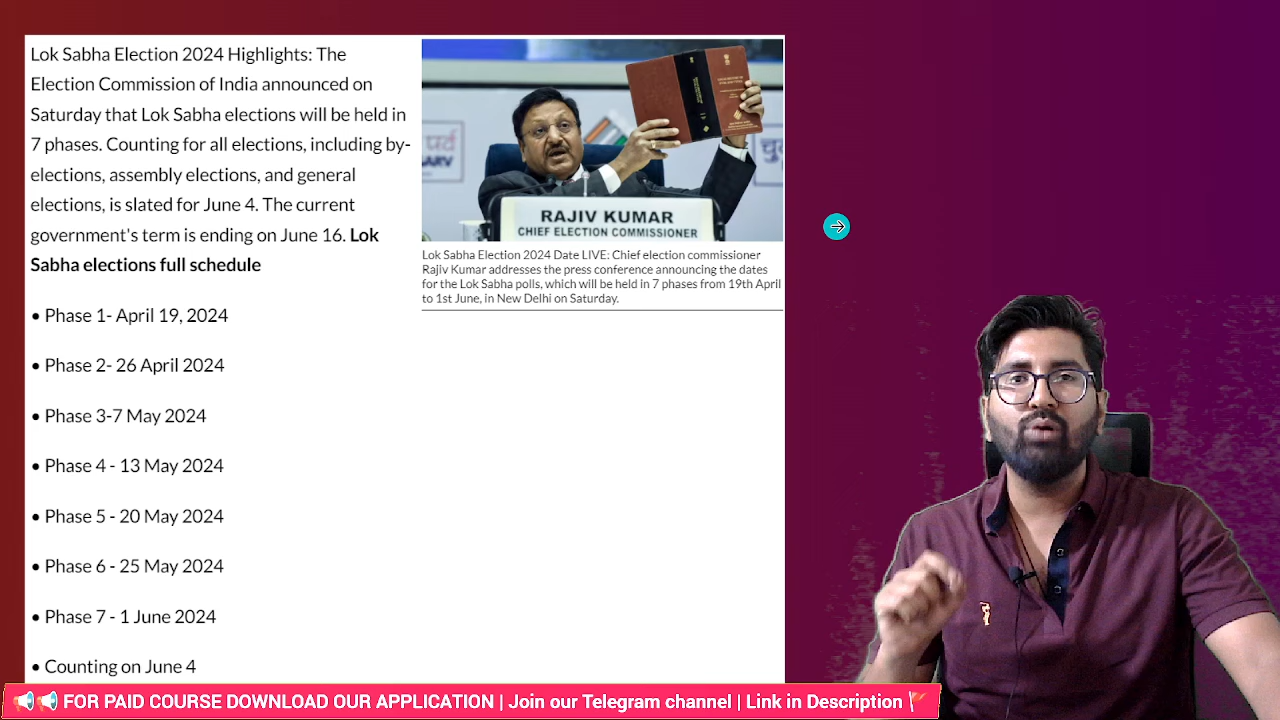 Lok Sabha Election 2024 Highlights: The
Election Commission of India announced on
Saturday that Lok Sabha elections will be held in
7 phases. Counting for all elections, including by-
elections, assembly elections, and general
elections, is slated for June 4. The current
government's term is ending on June 16. Lok
Sabha elections full schedule
• Phase 1- April 19, 2024
• Phase 2- 26 April 2024
• Phase 3-7 May 2024
• Phase 4 - 13 May 2024
• Phase 5 - 20 May 2024
• Phase 6 - 25 May 2024
• Phase 7 - 1 June 2024
• Counting on June 4
RAJIV KUMAR
CHIEF ELECTION COMMISSIONER
Lok Sabha Election 2024 Date LIVE: Chief election commissioner
Rajiv Kumar addresses the press conference announcing the dates
for the Lok Sabha polls, which will be held in 7 phases from 19th April
to 1st June, in New Delhi on Saturday.
📢📢 FOR PAID COURSE DOWNLOAD OUR APPLICATION | Join our Telegram channel | Link in Description 🚩